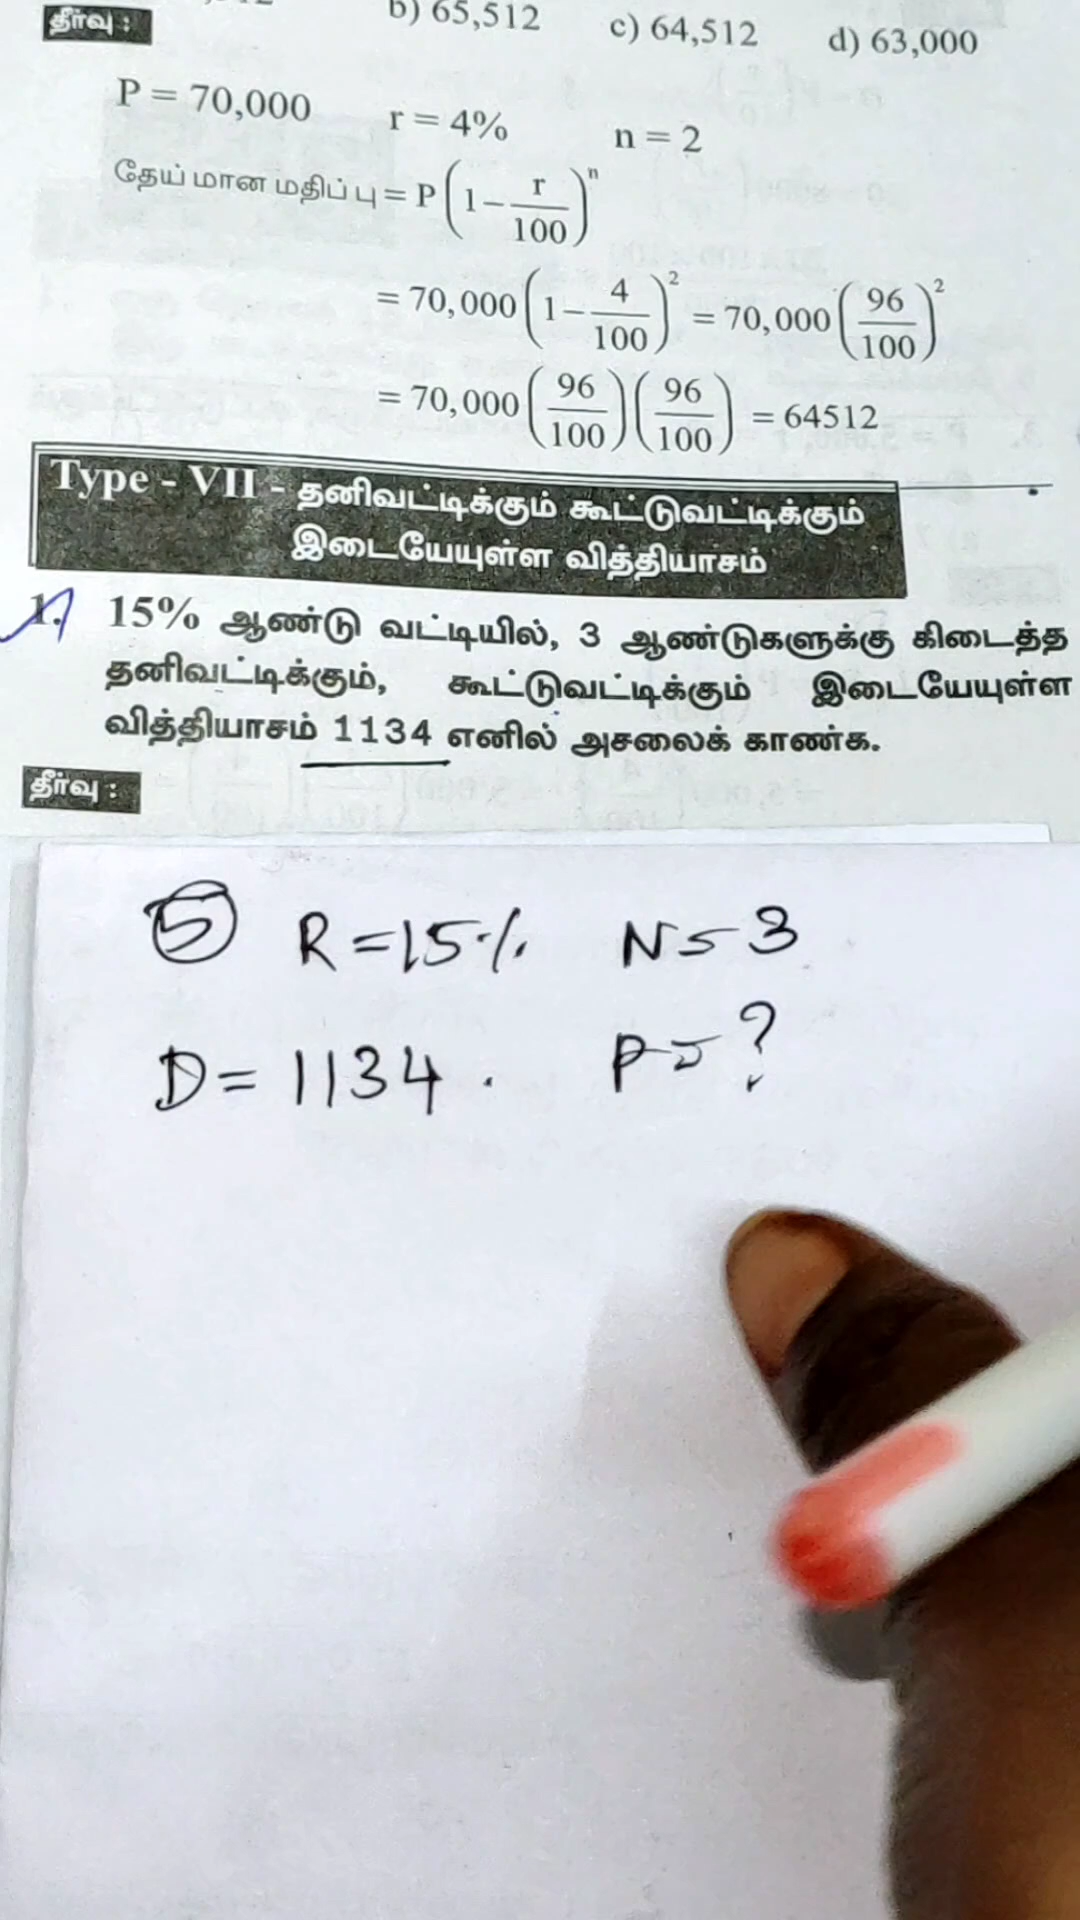 தீர்வு :
b) 65,512 c) 64,512 d) 63,000
P = 70,000 r = 4% n = 2
தேய்மான மதிப்பு = P(1 − r/100)ⁿ
= 70,000(1 − 4/100)² = 70,000(96/100)²
= 70,000(96/100)(96/100) = 64512
Type - VII - தனிவட்டிக்கும் கூட்டுவட்டிக்கும்
இடையேயுள்ள வித்தியாசம்
1. 15% ஆண்டு வட்டியில், 3 ஆண்டுகளுக்கு கிடைத்த
தனிவட்டிக்கும், கூட்டுவட்டிக்கும் இடையேயுள்ள
வித்தியாசம் 1134 எனில் அசலைக் காண்க.
தீர்வு :
5 R = 15% N = 3
D = 1134. P = ?